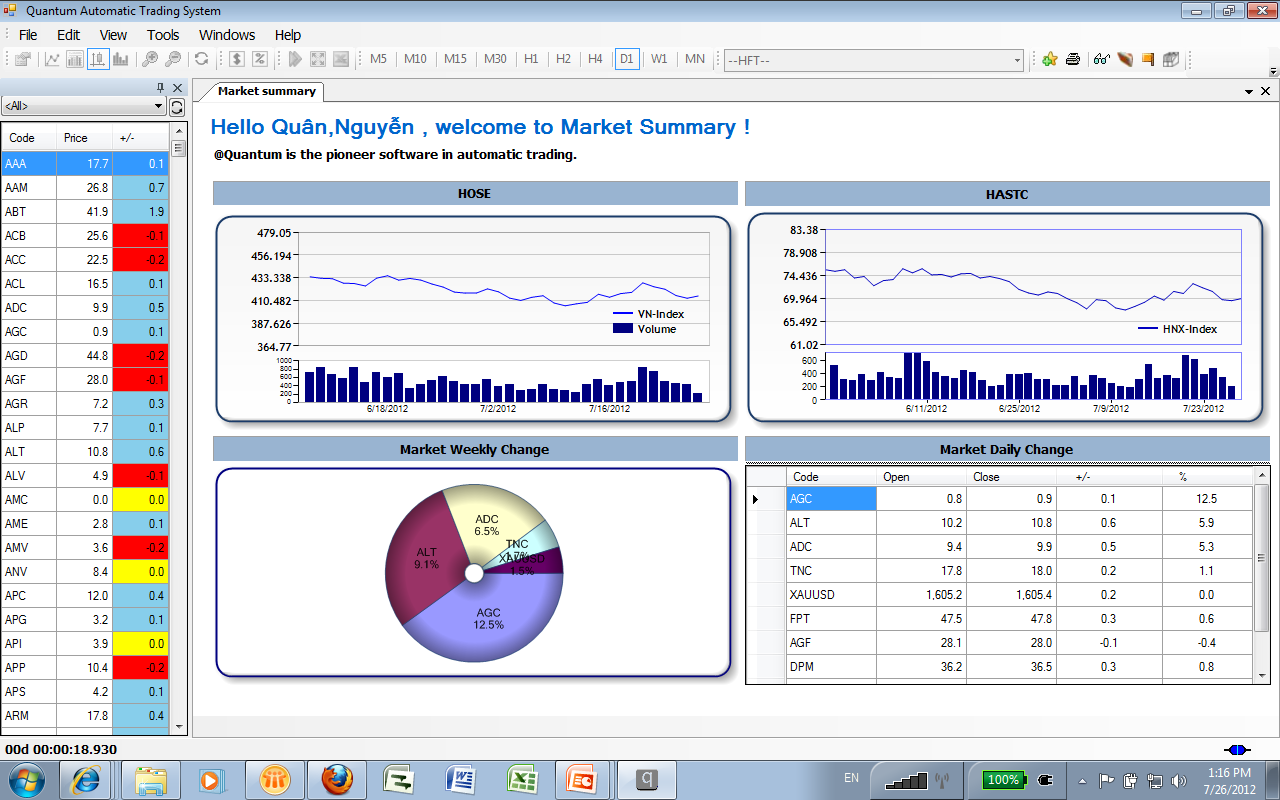 Quantum Automatic Trading System
File Edit View Tools Windows Help
M5 M10 M15 M30 H1 H2 H4 D1 W1 MN --HFT--
<All>
Code Price +/-
AAA 17.7 0.1
AAM 26.8 0.7
ABT 41.9 1.9
ACB 25.6 -0.1
ACC 22.5 -0.2
ACL 16.5 0.1
ADC 9.9 0.5
AGC 0.9 0.1
AGD 44.8 -0.2
AGF 28.0 -0.1
AGR 7.2 0.3
ALP 7.7 0.1
ALT 10.8 0.6
ALV 4.9 -0.1
AMC 0.0 0.0
AME 2.8 0.1
AMV 3.6 -0.2
ANV 8.4 0.0
APC 12.0 0.4
APG 3.2 0.1
API 3.9 0.0
APP 10.4 -0.2
APS 4.2 0.1
ARM 17.8 0.4
Market summary
Hello Quân,Nguyễn , welcome to Market Summary !
@Quantum is the pioneer software in automatic trading.
HOSE
479.05
456.194
433.338
410.482
387.626
364.77
VN-Index
Volume
1000
800
600
400
200
0
6/18/2012 7/2/2012 7/16/2012
HASTC
83.38
78.908
74.436
69.964
65.492
61.02
HNX-Index
600
400
200
0
6/11/2012 6/25/2012 7/9/2012 7/23/2012
Market Weekly Change
ADC
6.5%
TNC
1.7%
XAUUSD
1.5%
ALT
9.1%
AGC
12.5%
Market Daily Change
Code Open Close +/- %
AGC 0.8 0.9 0.1 12.5
ALT 10.2 10.8 0.6 5.9
ADC 9.4 9.9 0.5 5.3
TNC 17.8 18.0 0.2 1.1
XAUUSD 1,605.2 1,605.4 0.2 0.0
FPT 47.5 47.8 0.3 0.6
AGF 28.1 28.0 -0.1 -0.4
DPM 36.2 36.5 0.3 0.8
00d 00:00:18.930
q
EN
100%
1:16 PM
7/26/2012